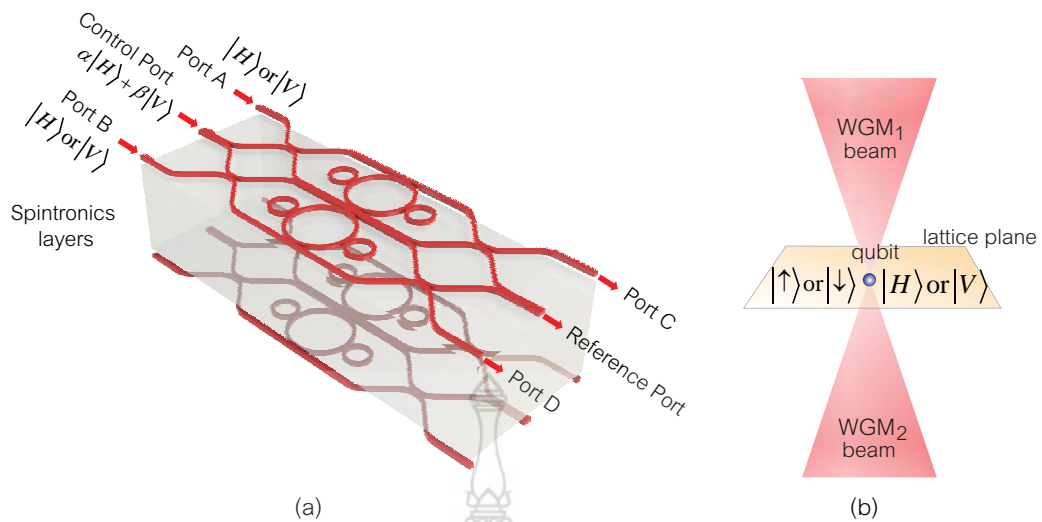 Control Port
α|H⟩+β|V⟩
Port A
|H⟩or|V⟩
Port B
|H⟩or|V⟩
Spintronics
layers
Port C
Reference Port
Port D
(a)
WGM₁
beam
lattice plane
qubit
|↑⟩or|↓⟩ |H⟩or|V⟩
WGM₂
beam
(b)